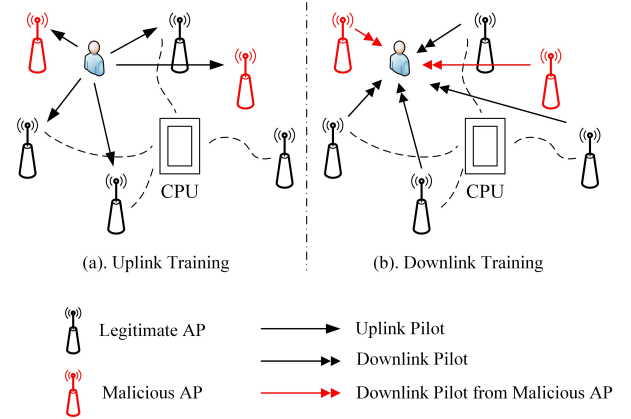 CPU
CPU
(a). Uplink Training
(b). Downlink Training
Legitimate AP
Uplink Pilot
Downlink Pilot
Malicious AP
Downlink Pilot from Malicious AP